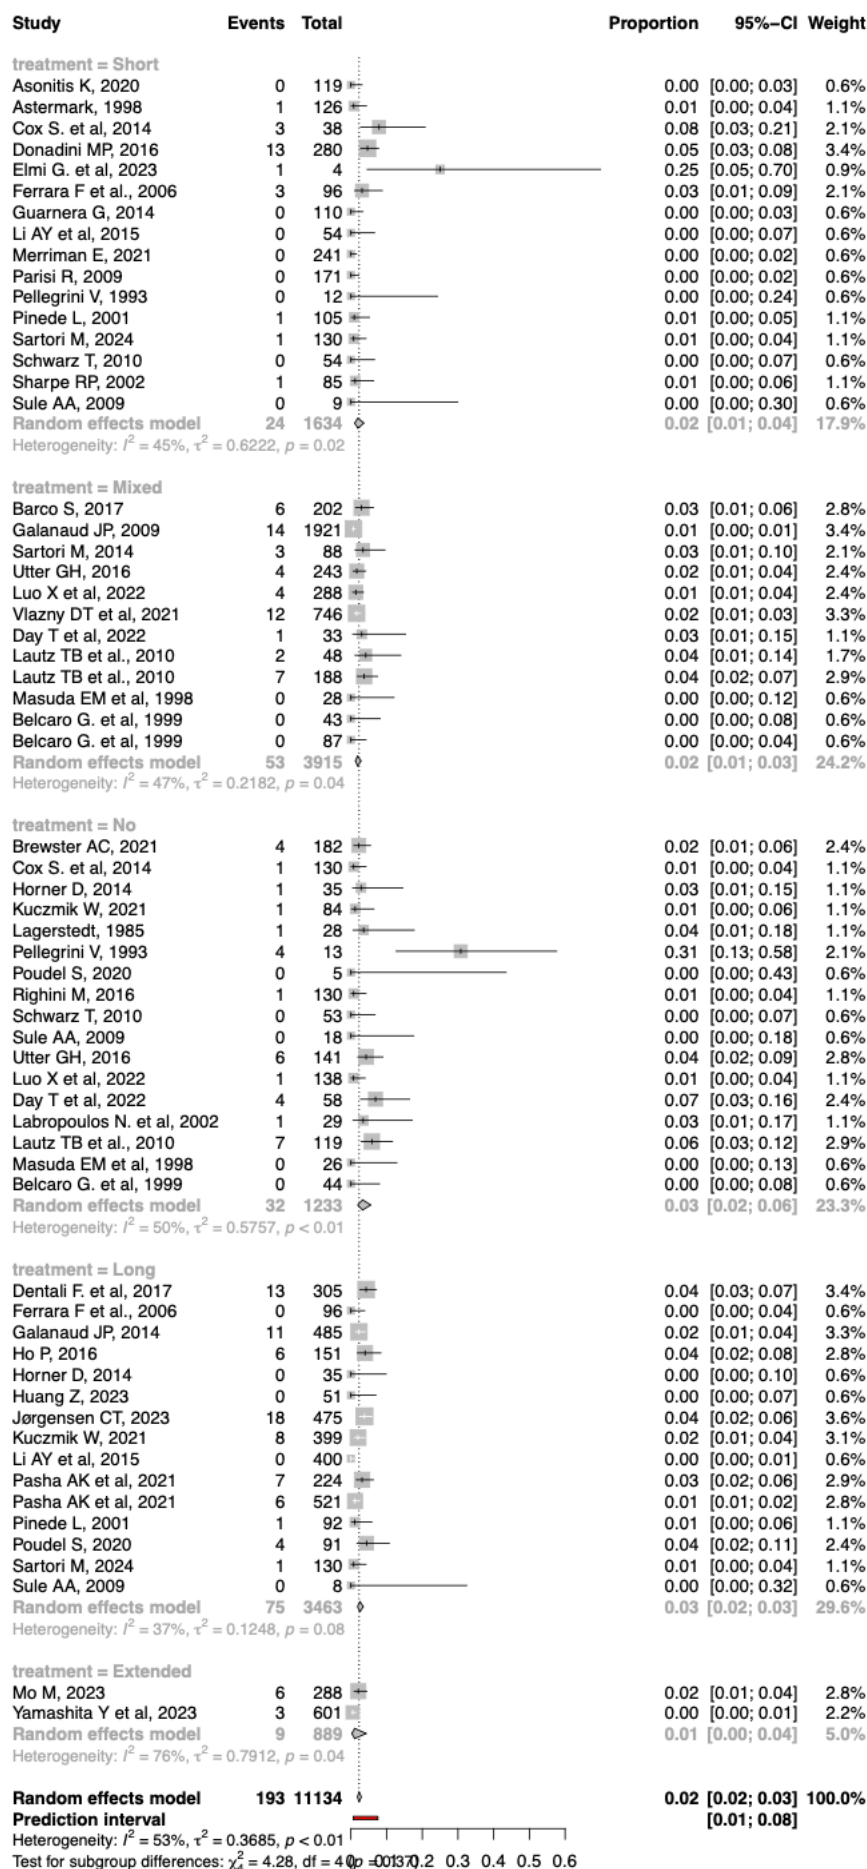 Study Events Total Proportion 95%−CI Weight
treatment = Short
Asonitis K, 2020 0 119 0.00 [0.00; 0.03] 0.6%
Astermark, 1998 1 126 0.01 [0.00; 0.04] 1.1%
Cox S. et al, 2014 3 38 0.08 [0.03; 0.21] 2.1%
Donadini MP, 2016 13 280 0.05 [0.03; 0.08] 3.4%
Elmi G. et al, 2023 1 4 0.25 [0.05; 0.70] 0.9%
Ferrara F et al., 2006 3 96 0.03 [0.01; 0.09] 2.1%
Guarnera G, 2014 0 110 0.00 [0.00; 0.03] 0.6%
Li AY et al, 2015 0 54 0.00 [0.00; 0.07] 0.6%
Merriman E, 2021 0 241 0.00 [0.00; 0.02] 0.6%
Parisi R, 2009 0 171 0.00 [0.00; 0.02] 0.6%
Pellegrini V, 1993 0 12 0.00 [0.00; 0.24] 0.6%
Pinede L, 2001 1 105 0.01 [0.00; 0.05] 1.1%
Sartori M, 2024 1 130 0.01 [0.00; 0.04] 1.1%
Schwarz T, 2010 0 54 0.00 [0.00; 0.07] 0.6%
Sharpe RP, 2002 1 85 0.01 [0.00; 0.06] 1.1%
Sule AA, 2009 0 9 0.00 [0.00; 0.30] 0.6%
Random effects model 24 1634 0.02 [0.01; 0.04] 17.9%
Heterogeneity: I² = 45%, τ² = 0.6222, p = 0.02
treatment = Mixed
Barco S, 2017 6 202 0.03 [0.01; 0.06] 2.8%
Galanaud JP, 2009 14 1921 0.01 [0.00; 0.01] 3.4%
Sartori M, 2014 3 88 0.03 [0.01; 0.10] 2.1%
Utter GH, 2016 4 243 0.02 [0.01; 0.04] 2.4%
Luo X et al, 2022 4 288 0.01 [0.01; 0.04] 2.4%
Vlazny DT et al, 2021 12 746 0.02 [0.01; 0.03] 3.3%
Day T et al, 2022 1 33 0.03 [0.01; 0.15] 1.1%
Lautz TB et al., 2010 2 48 0.04 [0.01; 0.14] 1.7%
Lautz TB et al., 2010 7 188 0.04 [0.02; 0.07] 2.9%
Masuda EM et al, 1998 0 28 0.00 [0.00; 0.12] 0.6%
Belcaro G. et al, 1999 0 43 0.00 [0.00; 0.08] 0.6%
Belcaro G. et al, 1999 0 87 0.00 [0.00; 0.04] 0.6%
Random effects model 53 3915 0.02 [0.01; 0.03] 24.2%
Heterogeneity: I² = 47%, τ² = 0.2182, p = 0.04
treatment = No
Brewster AC, 2021 4 182 0.02 [0.01; 0.06] 2.4%
Cox S. et al, 2014 1 130 0.01 [0.00; 0.04] 1.1%
Horner D, 2014 1 35 0.03 [0.01; 0.15] 1.1%
Kuczmik W, 2021 1 84 0.01 [0.00; 0.06] 1.1%
Lagerstedt, 1985 1 28 0.04 [0.01; 0.18] 1.1%
Pellegrini V, 1993 4 13 0.31 [0.13; 0.58] 2.1%
Poudel S, 2020 0 5 0.00 [0.00; 0.43] 0.6%
Righini M, 2016 1 130 0.01 [0.00; 0.04] 1.1%
Schwarz T, 2010 0 53 0.00 [0.00; 0.07] 0.6%
Sule AA, 2009 0 18 0.00 [0.00; 0.18] 0.6%
Utter GH, 2016 6 141 0.04 [0.02; 0.09] 2.8%
Luo X et al, 2022 1 138 0.01 [0.00; 0.04] 1.1%
Day T et al, 2022 4 58 0.07 [0.03; 0.16] 2.4%
Labropoulos N. et al, 2002 1 29 0.03 [0.01; 0.17] 1.1%
Lautz TB et al., 2010 7 119 0.06 [0.03; 0.12] 2.9%
Masuda EM et al, 1998 0 26 0.00 [0.00; 0.13] 0.6%
Belcaro G. et al, 1999 0 44 0.00 [0.00; 0.08] 0.6%
Random effects model 32 1233 0.03 [0.02; 0.06] 23.3%
Heterogeneity: I² = 50%, τ² = 0.5757, p < 0.01
treatment = Long
Dentali F. et al, 2017 13 305 0.04 [0.03; 0.07] 3.4%
Ferrara F et al., 2006 0 96 0.00 [0.00; 0.04] 0.6%
Galanaud JP, 2014 11 485 0.02 [0.01; 0.04] 3.3%
Ho P, 2016 6 151 0.04 [0.02; 0.08] 2.8%
Horner D, 2014 0 35 0.00 [0.00; 0.10] 0.6%
Huang Z, 2023 0 51 0.00 [0.00; 0.07] 0.6%
Jørgensen CT, 2023 18 475 0.04 [0.02; 0.06] 3.6%
Kuczmik W, 2021 8 399 0.02 [0.01; 0.04] 3.1%
Li AY et al, 2015 0 400 0.00 [0.00; 0.01] 0.6%
Pasha AK et al, 2021 7 224 0.03 [0.02; 0.06] 2.9%
Pasha AK et al, 2021 6 521 0.01 [0.01; 0.02] 2.8%
Pinede L, 2001 1 92 0.01 [0.00; 0.06] 1.1%
Poudel S, 2020 4 91 0.04 [0.02; 0.11] 2.4%
Sartori M, 2024 1 130 0.01 [0.00; 0.04] 1.1%
Sule AA, 2009 0 8 0.00 [0.00; 0.32] 0.6%
Random effects model 75 3463 0.03 [0.02; 0.03] 29.6%
Heterogeneity: I² = 37%, τ² = 0.1248, p = 0.08
treatment = Extended
Mo M, 2023 6 288 0.02 [0.01; 0.04] 2.8%
Yamashita Y et al, 2023 3 601 0.00 [0.00; 0.01] 2.2%
Random effects model 9 889 0.01 [0.00; 0.04] 5.0%
Heterogeneity: I² = 76%, τ² = 0.7912, p = 0.04
Random effects model 193 11134 0.02 [0.02; 0.03] 100.0%
Prediction interval [0.01; 0.08]
Heterogeneity: I² = 53%, τ² = 0.3685, p < 0.01
Test for subgroup differences: χ²₄ = 4.28, df = 4 0.2 0.3 0.4 0.5 0.6